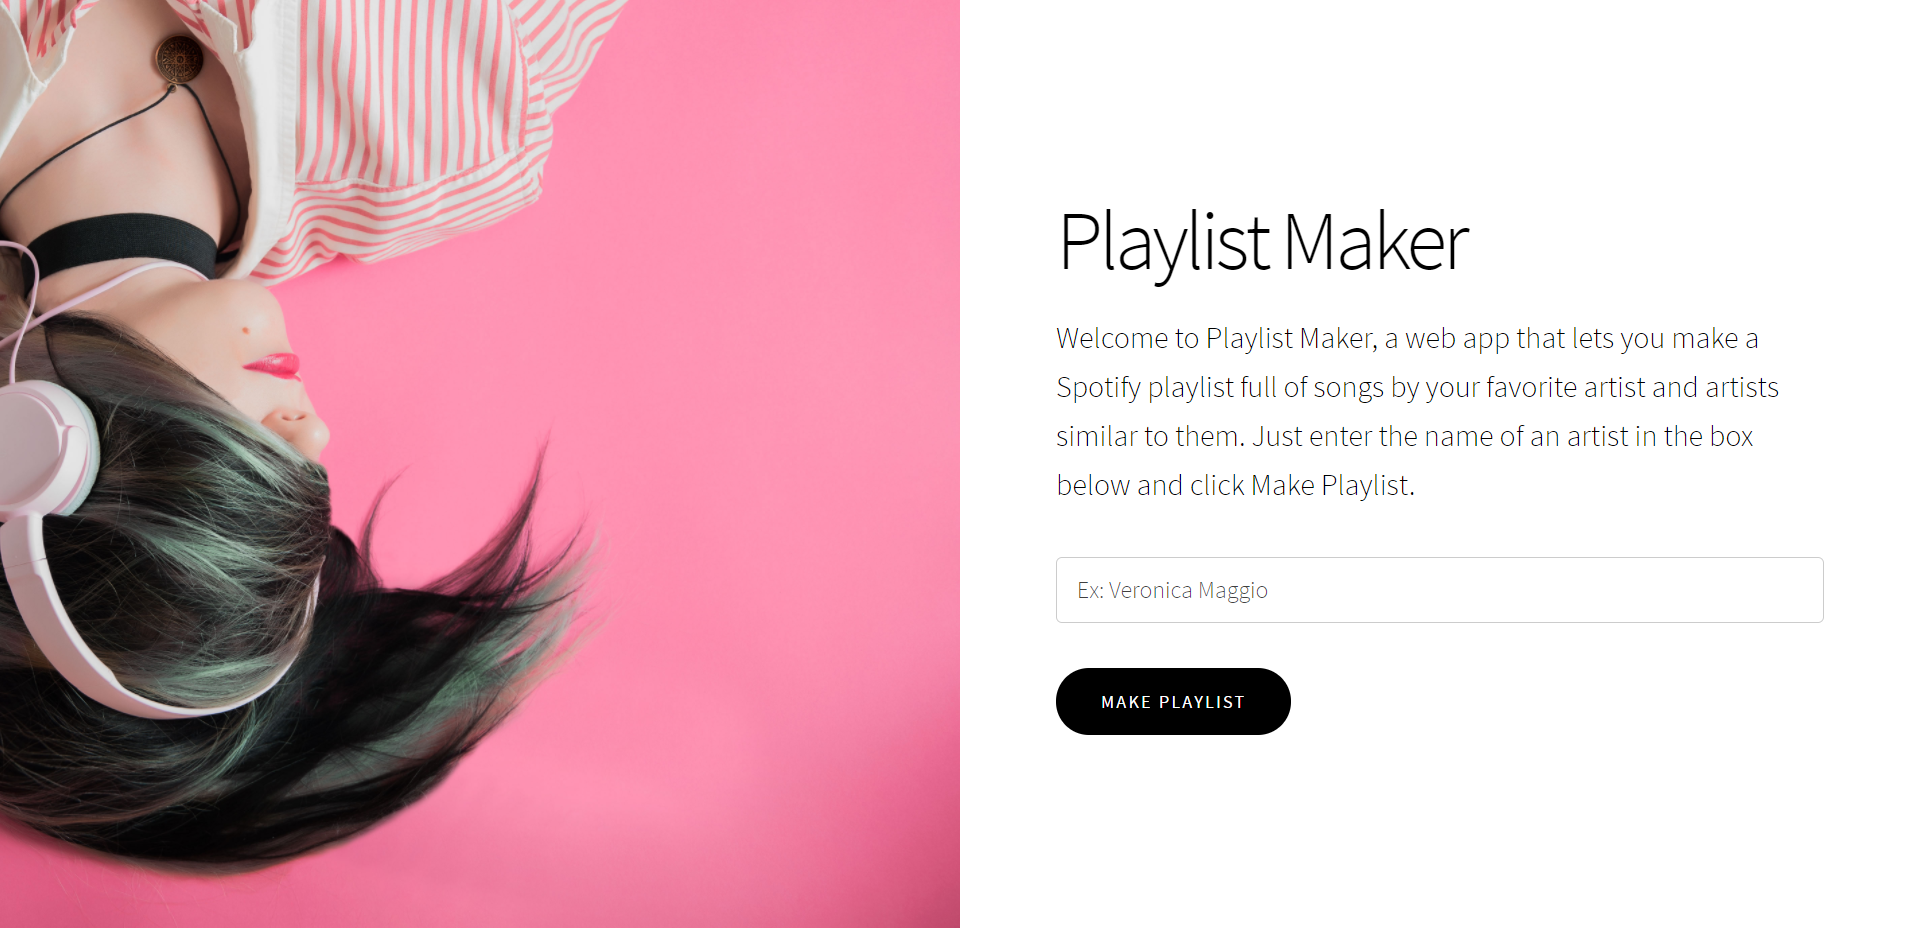 Playlist Maker
Welcome to Playlist Maker, a web app that lets you make a
Spotify playlist full of songs by your favorite artist and artists
similar to them. Just enter the name of an artist in the box
below and click Make Playlist.
Ex: Veronica Maggio
MAKE PLAYLIST